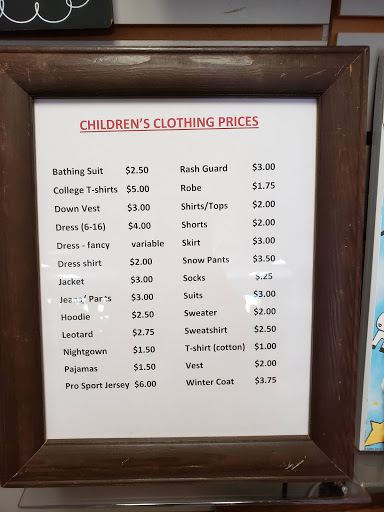 CHILDREN'S CLOTHING PRICES
Bathing Suit $2.50
College T-shirts $5.00
Down Vest $3.00
Dress (6-16) $4.00
Dress - fancy variable
Dress shirt $2.00
Jacket $3.00
Jeans/ Pants $3.00
Hoodie $2.50
Leotard $2.75
Nightgown $1.50
Pajamas $1.50
Pro Sport Jersey $6.00
Rash Guard $3.00
Robe $1.75
Shirts/Tops $2.00
Shorts $2.00
Skirt $3.00
Snow Pants $3.50
Socks $.25
Suits $3.00
Sweater $2.00
Sweatshirt $2.50
T-shirt (cotton) $1.00
Vest $2.00
Winter Coat $3.75